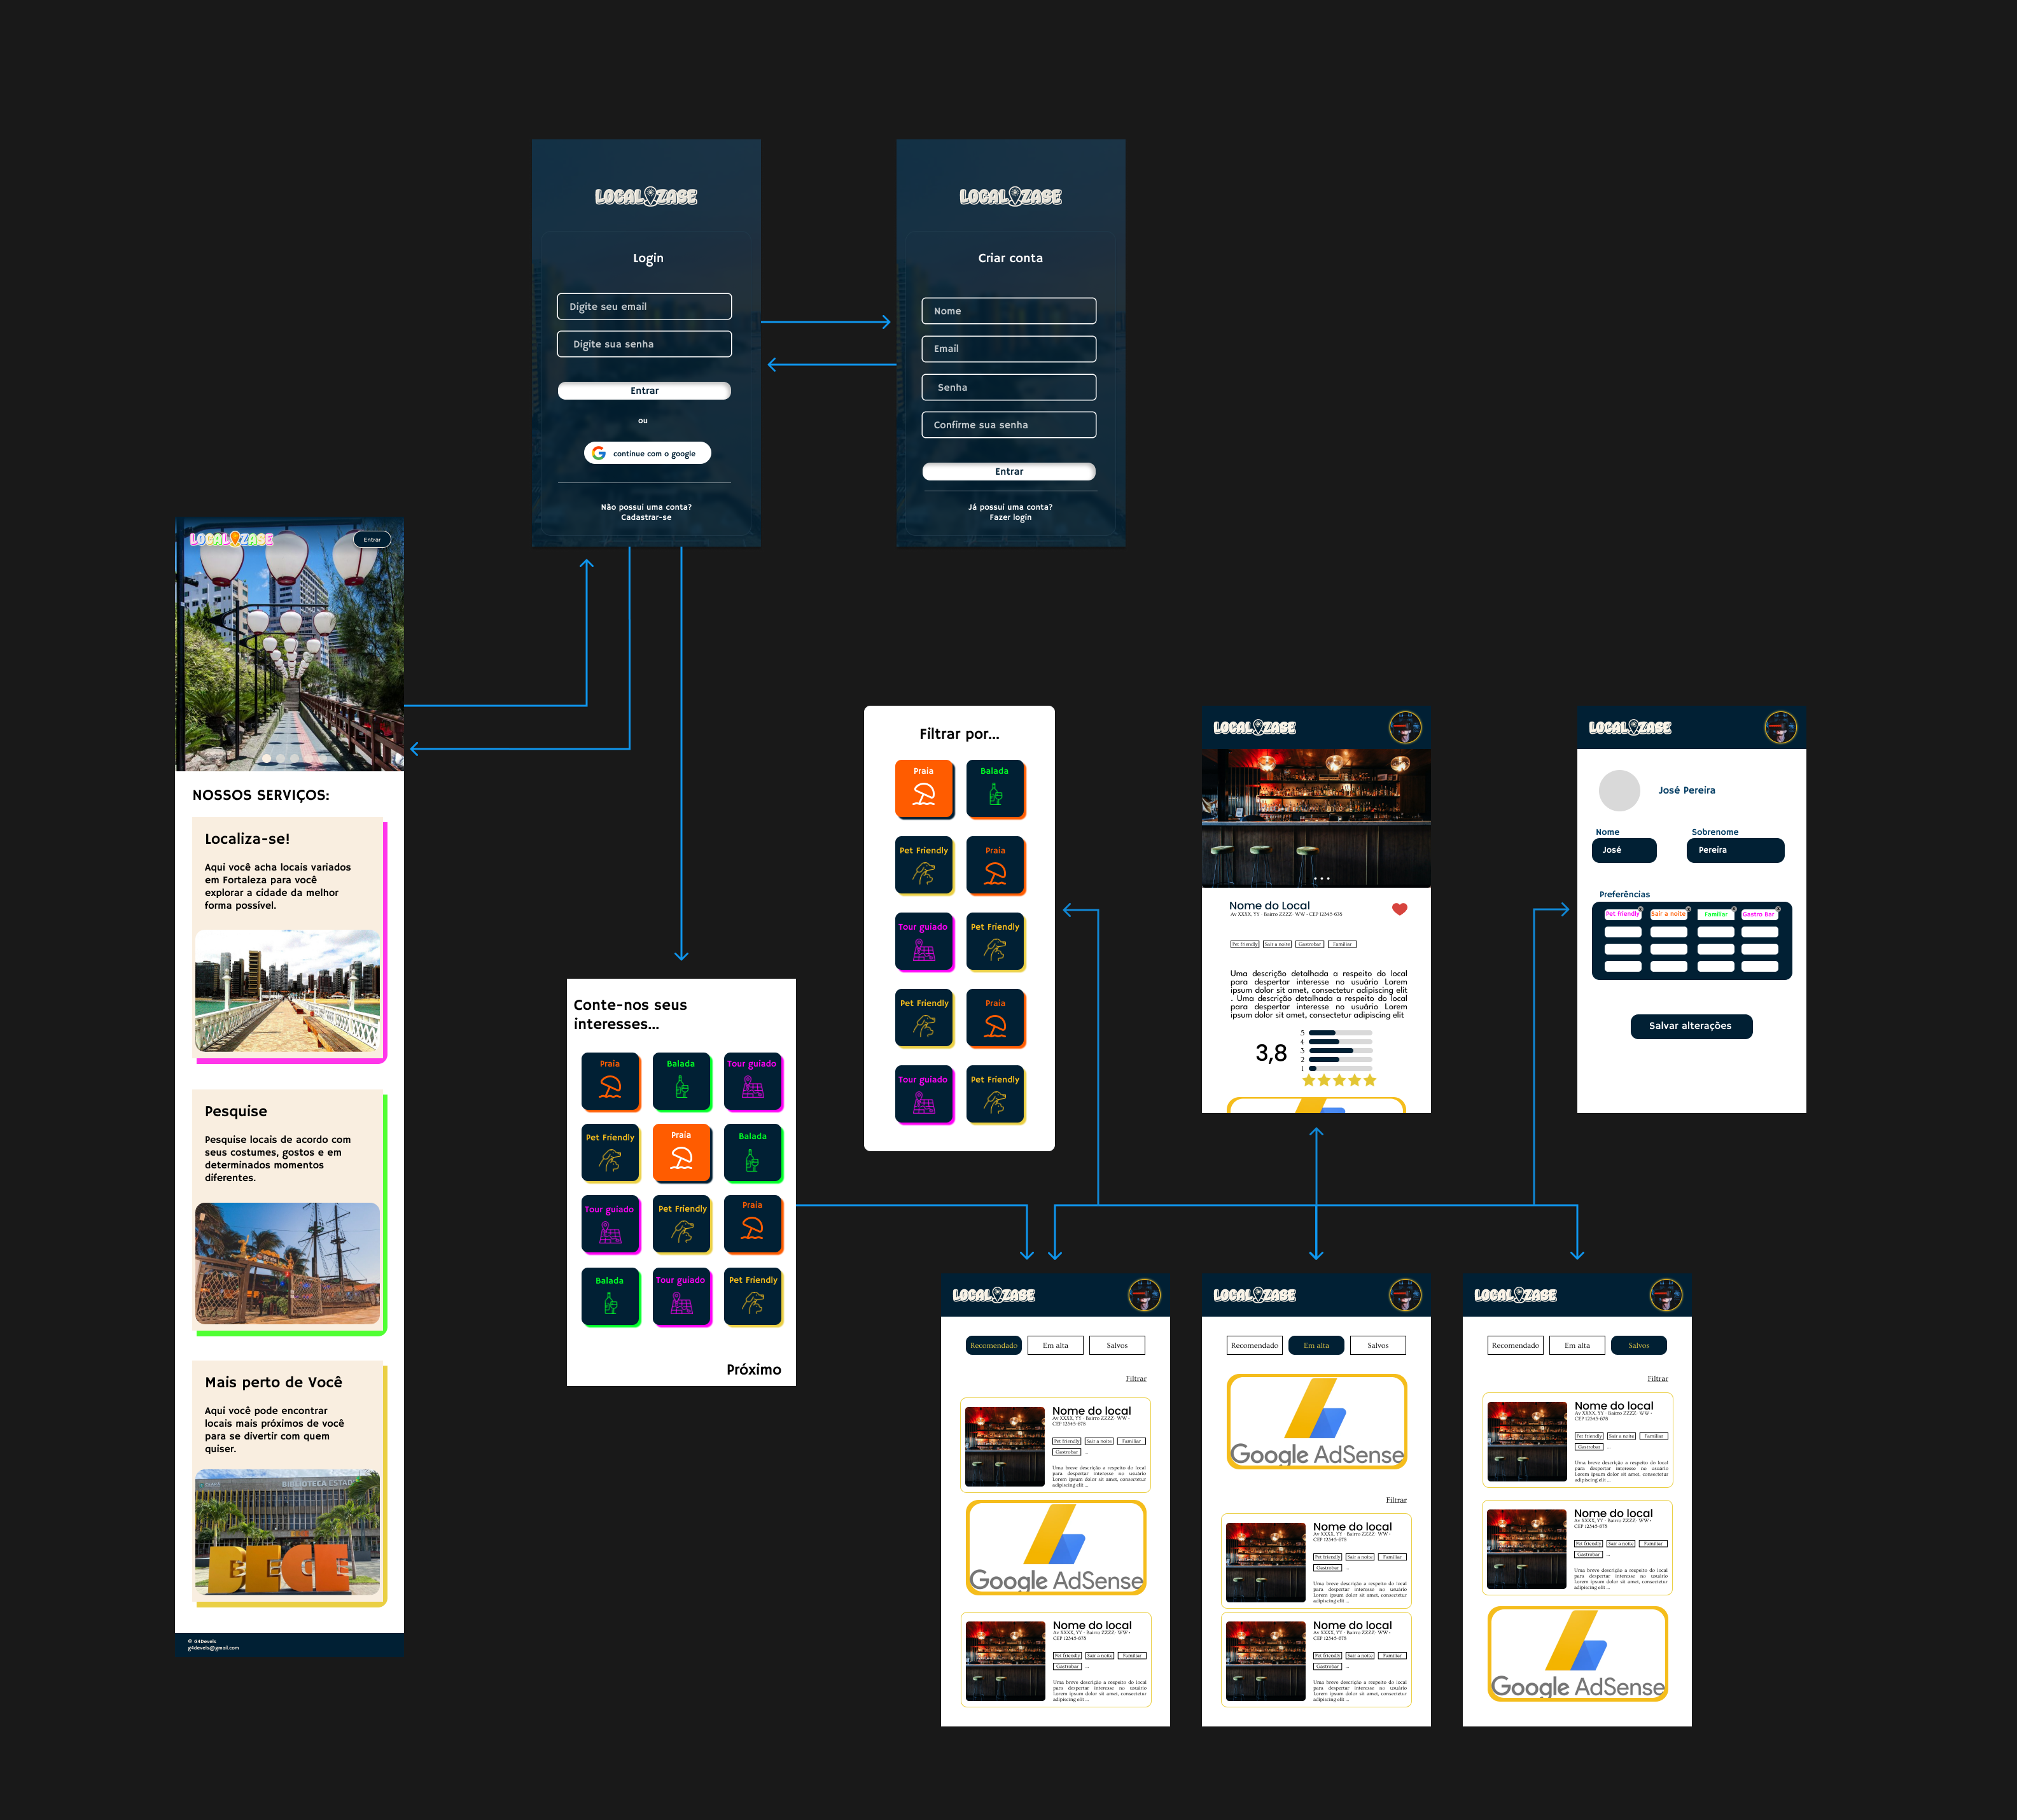 LOCALIZASE
Login
Digite seu email
Digite sua senha
Entrar
ou
continue com o google
Não possui uma conta?
Cadastrar-se
LOCALIZASE
Criar conta
Nome
Email
Senha
Confirme sua senha
Entrar
Já possui uma conta?
Fazer login
LOCALIZASE
Entrar
NOSSOS SERVIÇOS:
Localiza-se!
Aqui você acha locais variados
em Fortaleza para você
explorar a cidade da melhor
forma possível.
Pesquise
Pesquise locais de acordo com
seus costumes, gostos e em
determinados momentos
diferentes.
Mais perto de Você
Aqui você pode encontrar
locais mais próximos de você
para se divertir com quem
quiser.
BIBLIOTECA ESTAD
BECE
© G4Devels
g4devels@gmail.com
Conte-nos seus
interesses...
Praia
Balada
Tour guiado
Pet Friendly
Praia
Balada
Tour guiado
Pet Friendly
Praia
Balada
Tour guiado
Pet Friendly
Próximo
Filtrar por...
Praia
Balada
Pet Friendly
Praia
Tour guiado
Pet Friendly
Pet Friendly
Praia
Tour guiado
Pet Friendly
LOCALIZASE
Nome do Local
Av XXXX, YY - Bairro ZZZZ- WW - CEP 12345-678
Pet friendly
Sair a noite
Gastrobar
Familiar
Uma descrição detalhada a respeito do local
para despertar interesse no usuário Lorem
ipsum dolor sit amet, consectetur adipiscing elit
. Uma descrição detalhada a respeito do local
para despertar interesse no usuário Lorem
ipsum dolor sit amet, consectetur adipiscing elit
3,8
5
4
3
2
1
LOCALIZASE
José Pereira
Nome
Sobrenome
José
Pereira
Preferências
Pet friendly
Sair a noite
Familiar
Gastro Bar
Salvar alterações
LOCALIZASE
Recomendado
Em alta
Salvos
Filtrar
Nome do local
Av XXXX, YY - Bairro ZZZZ- WW -
CEP 12345-678
Pet friendly
Sair a noite
Familiar
Gastrobar
...
Uma breve descrição a respeito do local
para despertar interesse no usuário
Lorem ipsum dolor sit amet, consectetur
adipiscing elit ...
Google AdSense
Nome do local
Av XXXX, YY - Bairro ZZZZ- WW -
CEP 12345-678
Pet friendly
Sair a noite
Familiar
Gastrobar
...
Uma breve descrição a respeito do local
para despertar interesse no usuário
Lorem ipsum dolor sit amet, consectetur
adipiscing elit ...
LOCALIZASE
Recomendado
Em alta
Salvos
Google AdSense
Filtrar
Nome do local
Av XXXX, YY - Bairro ZZZZ- WW -
CEP 12345-678
Pet friendly
Sair a noite
Familiar
Gastrobar
...
Uma breve descrição a respeito do local
para despertar interesse no usuário
Lorem ipsum dolor sit amet, consectetur
adipiscing elit ...
Nome do local
Av XXXX, YY - Bairro ZZZZ- WW -
CEP 12345-678
Pet friendly
Sair a noite
Familiar
Gastrobar
...
Uma breve descrição a respeito do local
para despertar interesse no usuário
Lorem ipsum dolor sit amet, consectetur
adipiscing elit ...
LOCALIZASE
Recomendado
Em alta
Salvos
Filtrar
Nome do local
Av XXXX, YY - Bairro ZZZZ- WW -
CEP 12345-678
Pet friendly
Sair a noite
Familiar
Gastrobar
...
Uma breve descrição a respeito do local
para despertar interesse no usuário
Lorem ipsum dolor sit amet, consectetur
adipiscing elit ...
Nome do local
Av XXXX, YY - Bairro ZZZZ- WW -
CEP 12345-678
Pet friendly
Sair a noite
Familiar
Gastrobar
...
Uma breve descrição a respeito do local
para despertar interesse no usuário
Lorem ipsum dolor sit amet, consectetur
adipiscing elit ...
Google AdSense